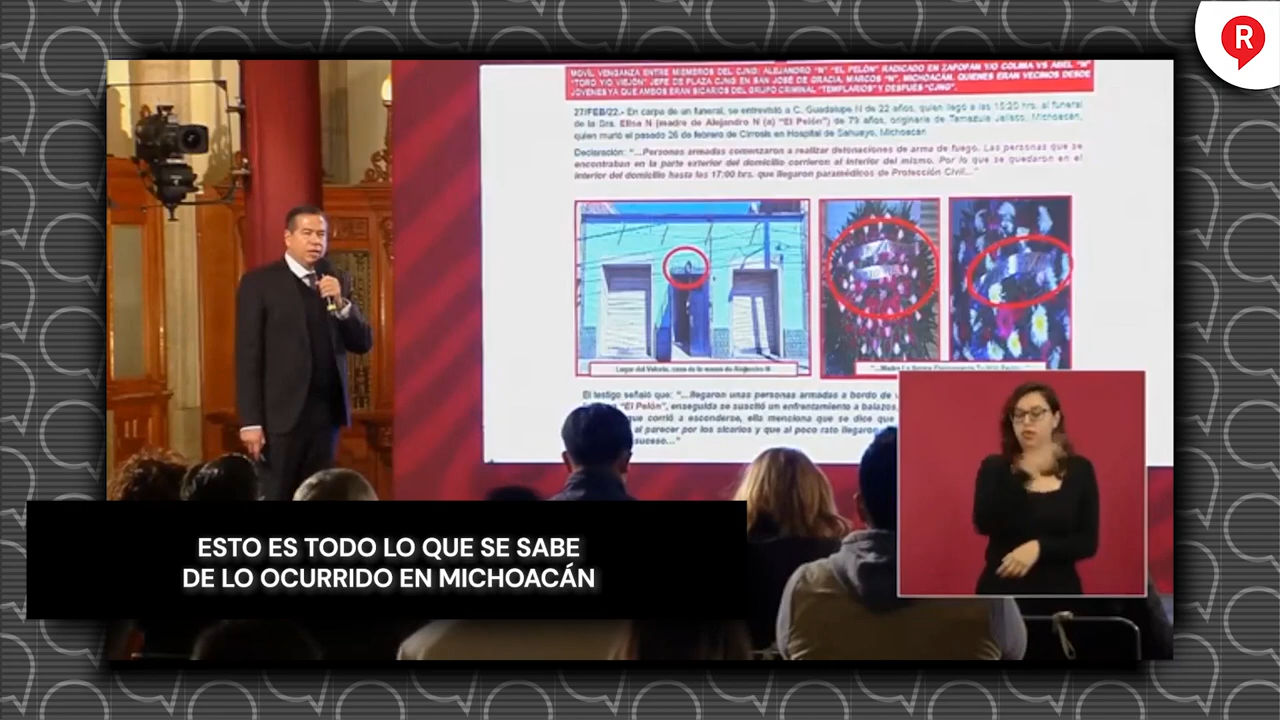 R
MÓVIL VENGANZA ENTRE MIEMBROS DEL CJNG: ALEJANDRO "N" "EL PELÓN" RADICADO EN ZAPOPAN Y/O COLIMA VS ABEL "N"
"TORO Y/O VIEJÓN" JEFE DE PLAZA CJNG EN SAN JOSÉ DE GRACIA, MARCOS "N", MICHOACÁN. QUIENES ERAN VECINOS DESDE
JÓVENES YA QUE AMBOS ERAN SICARIOS DEL GRUPO CRIMINAL "TEMPLARIOS" Y DESPUÉS "CJNG".
27/FEB/22.- En carpa de un funeral, se entrevistó a C. Guadalupe N de 22 años, quien llegó a las 15:20 hrs. al funeral
de la Sra. Elisa N (madre de Alejandro N (a) "El Pelón") de 79 años, originaria de Tamazula Jalisco, Michoacán,
quien murió el pasado 26 de febrero de Cirrosis en Hospital de Sahuayo, Michoacán
Declaración: "...Personas armadas comenzaron a realizar detonaciones de arma de fuego. Las personas que se
encontraban en la parte exterior del domicilio corrieron al interior del mismo. Por lo que se quedaron en el
interior del domicilio hasta las 17:00 hrs. que llegaron paramédicos de Protección Civil..."
Lugar del Velorio, casa de la mamá de Alejandro N
El testigo señaló que: "...llegaron unas personas armadas a bordo de
"El Pelón", enseguida se suscitó un enfrentamiento a balazos,
que corrió a esconderse, ella menciona que se dice que
al parecer por los sicarios y que al poco rato llegaron
suceso..."
ESTO ES TODO LO QUE SE SABE
DE LO OCURRIDO EN MICHOACÁN